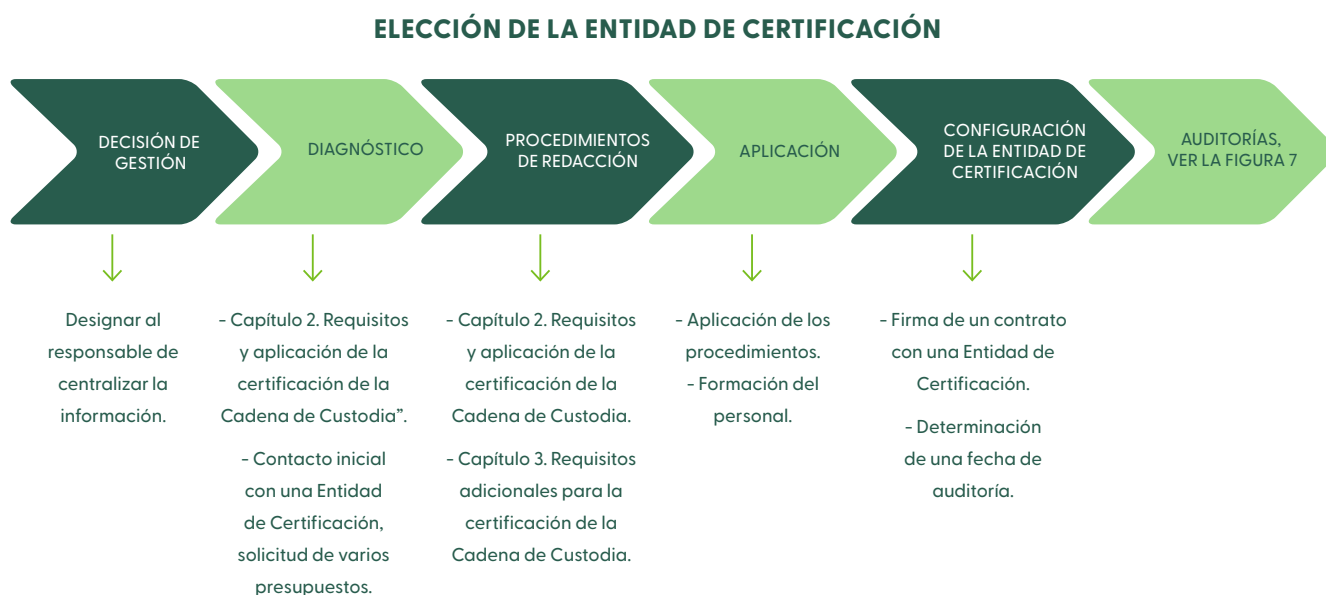 ELECCIÓN DE LA ENTIDAD DE CERTIFICACIÓN
DECISIÓN DE
GESTIÓN
DIAGNÓSTICO
PROCEDIMIENTOS
DE REDACCIÓN
APLICACIÓN
CONFIGURACIÓN
DE LA ENTIDAD DE
CERTIFICACIÓN
AUDITORÍAS,
VER LA FIGURA 7
Designar al
responsable de
centralizar la
información.
- Capítulo 2. Requisitos
y aplicación de la
certificación de la
Cadena de Custodia”.
- Contacto inicial
con una Entidad
de Certificación,
solicitud de varios
presupuestos.
- Capítulo 2. Requisitos
y aplicación de la
certificación de la
Cadena de Custodia.
- Capítulo 3. Requisitos
adicionales para la
certificación de la
Cadena de Custodia.
- Aplicación de los
procedimientos.
- Formación del
personal.
- Firma de un contrato
con una Entidad de
Certificación.
- Determinación
de una fecha de
auditoría.